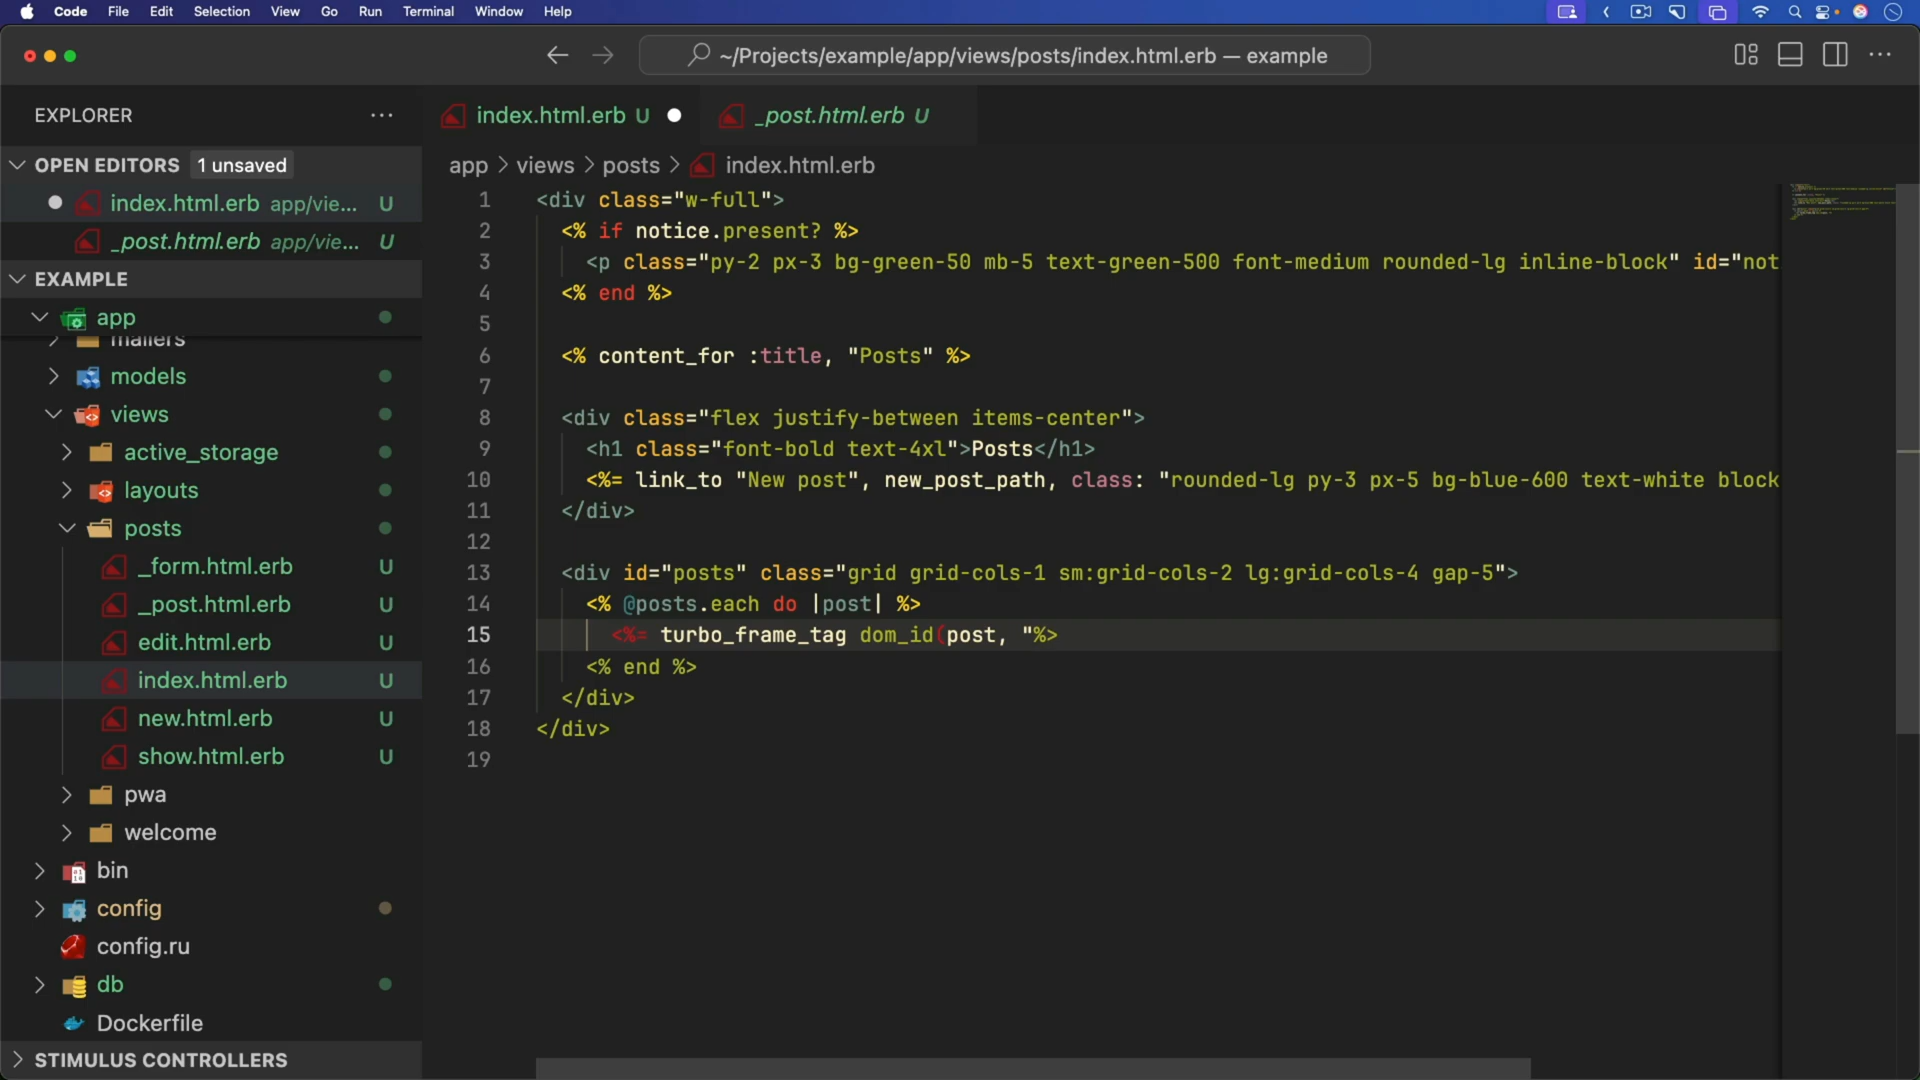 Code File Edit Selection View Go Run Terminal Window Help
~/Projects/example/app/views/posts/index.html.erb — example
EXPLORER
index.html.erb U
_post.html.erb U
OPEN EDITORS 1 unsaved
index.html.erb app/vie... U
_post.html.erb app/vie... U
EXAMPLE
app
mailers
models
views
active_storage
layouts
posts
_form.html.erb U
_post.html.erb U
edit.html.erb U
index.html.erb U
new.html.erb U
show.html.erb U
pwa
welcome
bin
config
config.ru
db
Dockerfile
STIMULUS CONTROLLERS
app > views > posts > index.html.erb
1 <div class="w-full">
2 <% if notice.present? %>
3 <p class="py-2 px-3 bg-green-50 mb-5 text-green-500 font-medium rounded-lg inline-block" id="not
4 <% end %>
5
6 <% content_for :title, "Posts" %>
7
8 <div class="flex justify-between items-center">
9 <h1 class="font-bold text-4xl">Posts</h1>
10 <%= link_to "New post", new_post_path, class: "rounded-lg py-3 px-5 bg-blue-600 text-white block
11 </div>
12
13 <div id="posts" class="grid grid-cols-1 sm:grid-cols-2 lg:grid-cols-4 gap-5">
14 <% @posts.each do |post| %>
15 <%= turbo_frame_tag dom_id(post, "%>
16 <% end %>
17 </div>
18 </div>
19